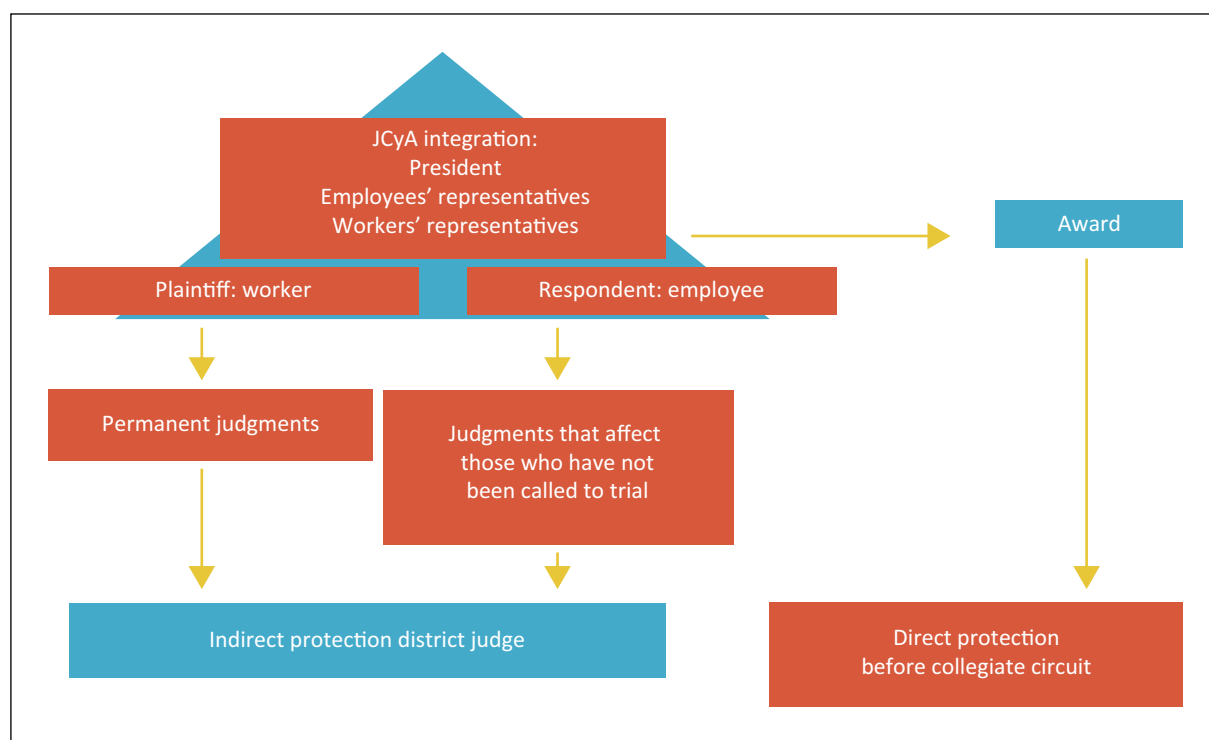 JCyA integration:
President
Employees’ representatives
Workers’ representatives
Award
Plaintiff: worker
Respondent: employee
Permanent judgments
Judgments that affect
those who have not
been called to trial
Indirect protection district judge
Direct protection
before collegiate circuit